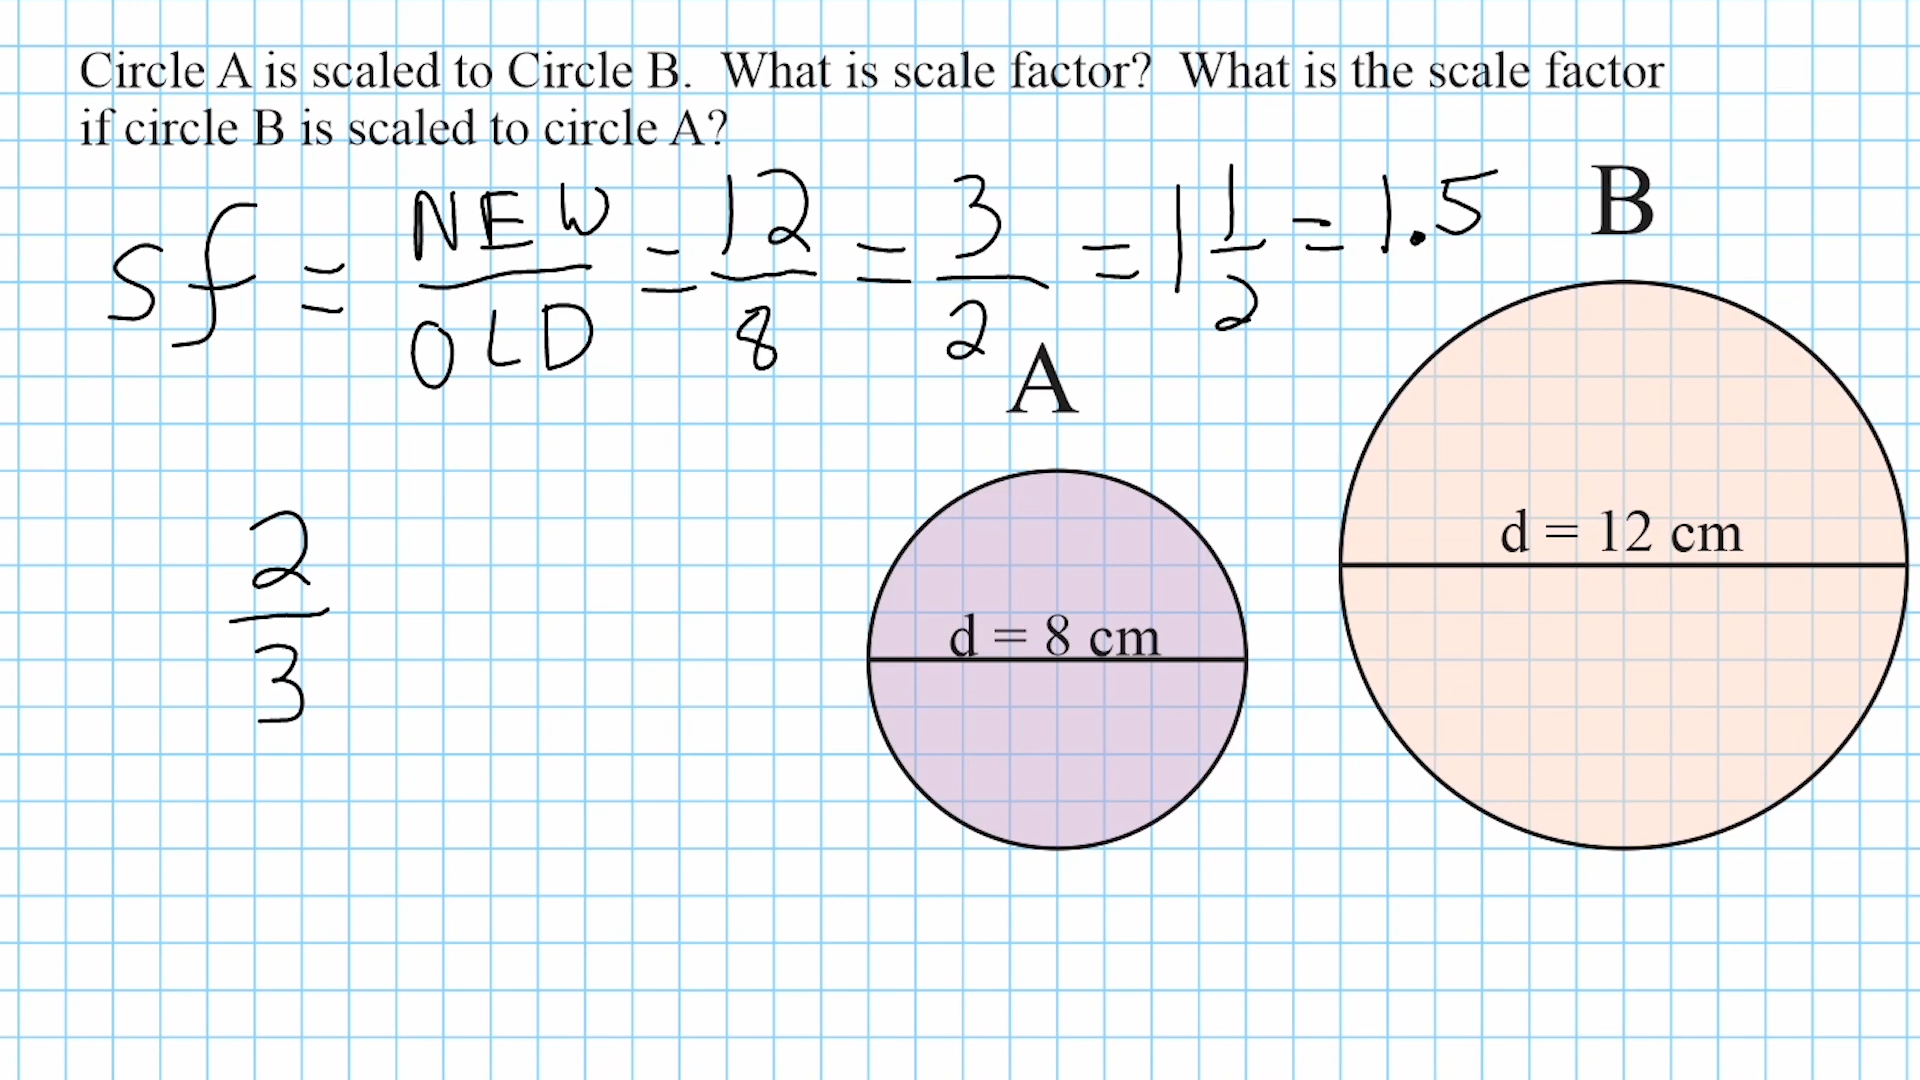 Circle A is scaled to Circle B.  What is scale factor?  What is the scale factor
if circle B is scaled to circle A?
sf = NEW/OLD = 12/8 = 3/2 = 1 1/2 = 1.5
B
A
d = 12 cm
2/3
d = 8 cm